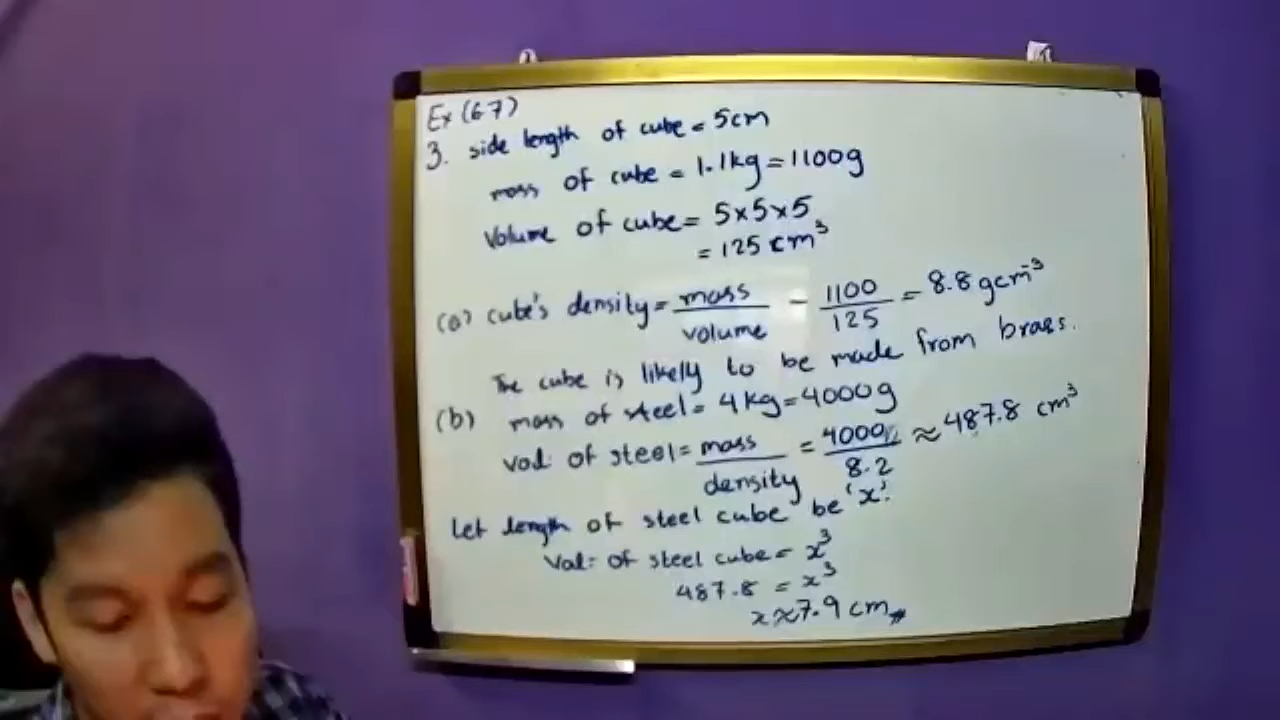 Ex (6.7)
3. side length of cube = 5cm
mass of cube = 1.1kg = 1100g
Volume of cube = 5×5×5
= 125 cm³
(a) cube's density = mass/volume = 1100/125 = 8.8 gcm⁻³
The cube is likely to be made from brass.
(b) mass of steel = 4kg = 4000g
vol: of steel = mass/density = 4000/8.2 ≈ 487.8 cm³
Let length of steel cube be 'x'.
Vol: of steel cube = x³
487.8 = x³
x ≈ 7.9 cm